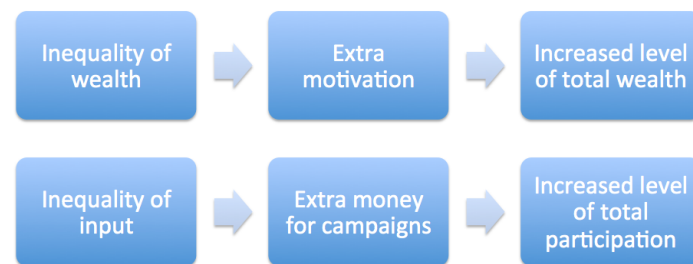 Inequality of
wealth
Extra
motivation
Increased level
of total wealth
Inequality of
input
Extra money
for campaigns
Increased level
of total
participation